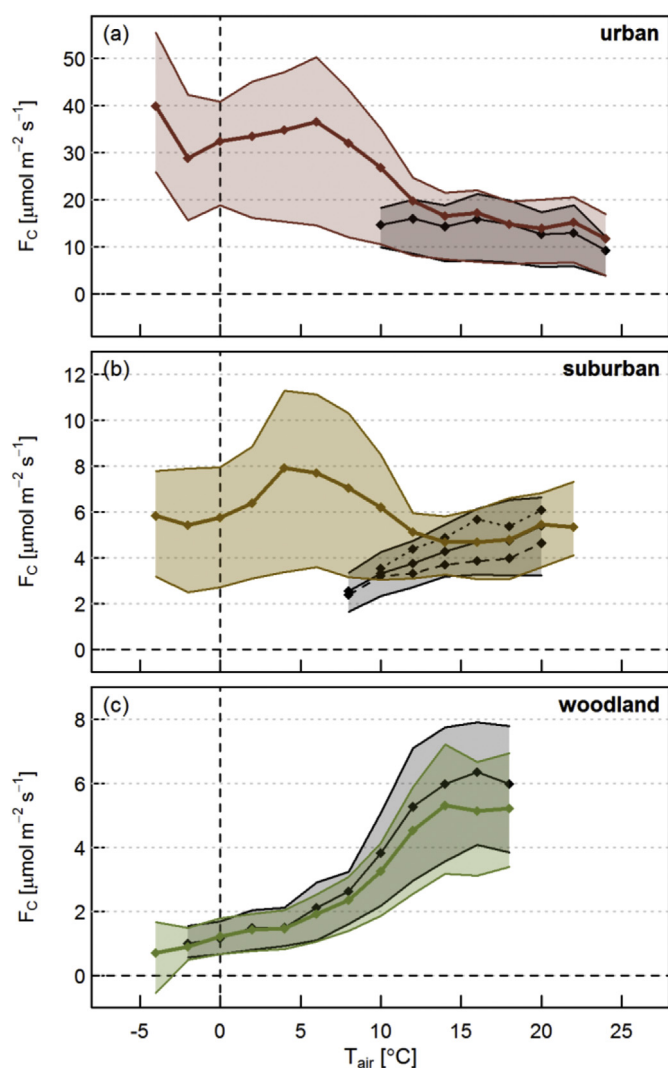 (a) urban
50
40
30
20
10
0
F_C [μmol m⁻² s⁻¹]
(b) suburban
12
10
8
6
4
2
0
F_C [μmol m⁻² s⁻¹]
(c) woodland
8
6
4
2
0
F_C [μmol m⁻² s⁻¹]
-5 0 5 10 15 20 25
T_air [°C]